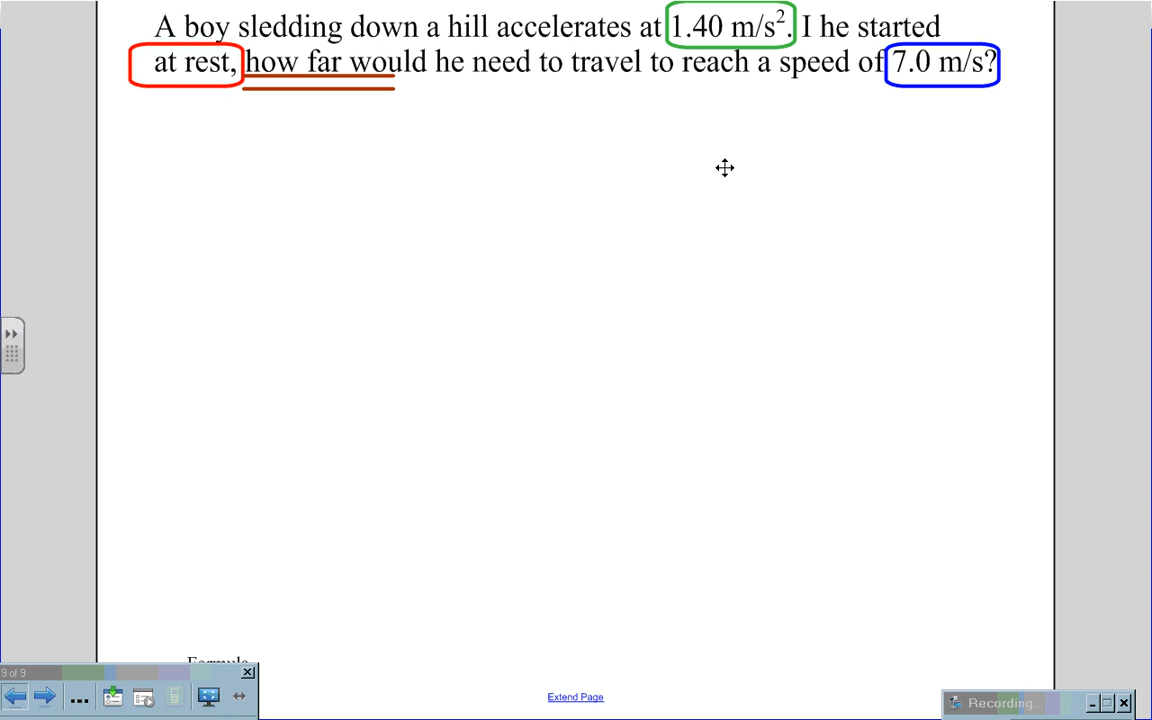 A boy sledding down a hill accelerates at 1.40 m/s². I he started
at rest, how far would he need to travel to reach a speed of 7.0 m/s?
Formula
9 of 9
...
Extend Page
Recording...